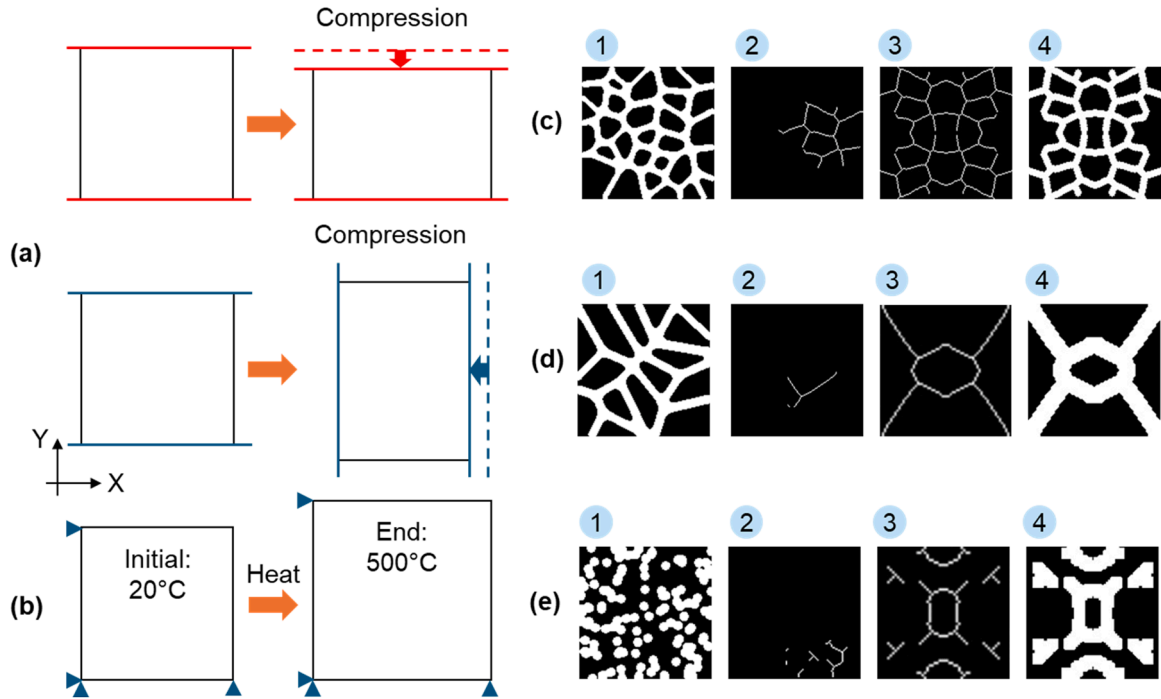 Compression
(a)
Compression
Y
X
Initial:
20°C
Heat
End:
500°C
(b)
1 2 3 4
(c)
1 2 3 4
(d)
1 2 3 4
(e)